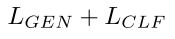 L_{GEN} + L_{CLF}